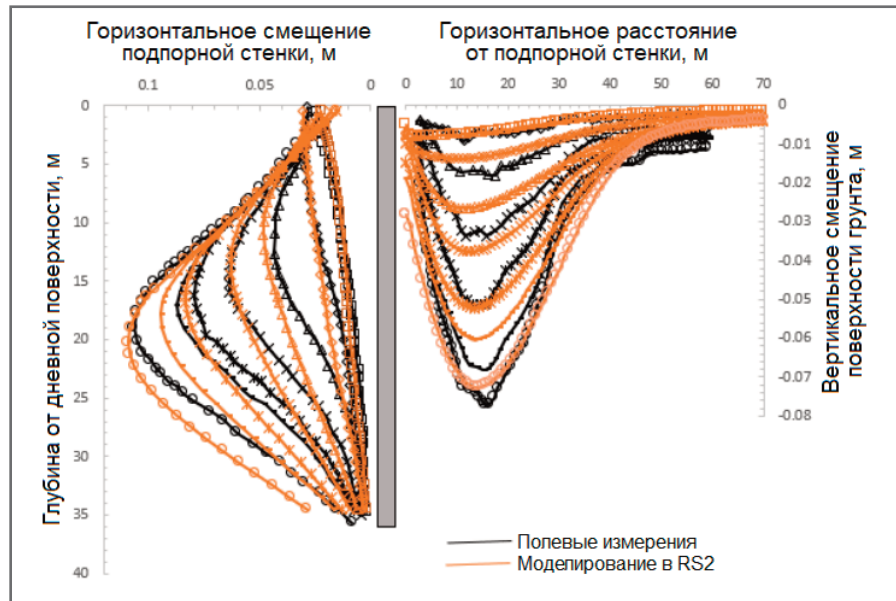 Горизонтальное смещение
подпорной стенки, м
Горизонтальное расстояние
от подпорной стенки, м
0.1 0.05 0
0 10 20 30 40 50 60 70
0
5
10
15
20
25
30
35
40
Глубина от дневной поверхности, м
0
-0.01
-0.02
-0.03
-0.04
-0.05
-0.06
-0.07
-0.08
Вертикальное смещение
поверхности грунта, м
Полевые измерения
Моделирование в RS2